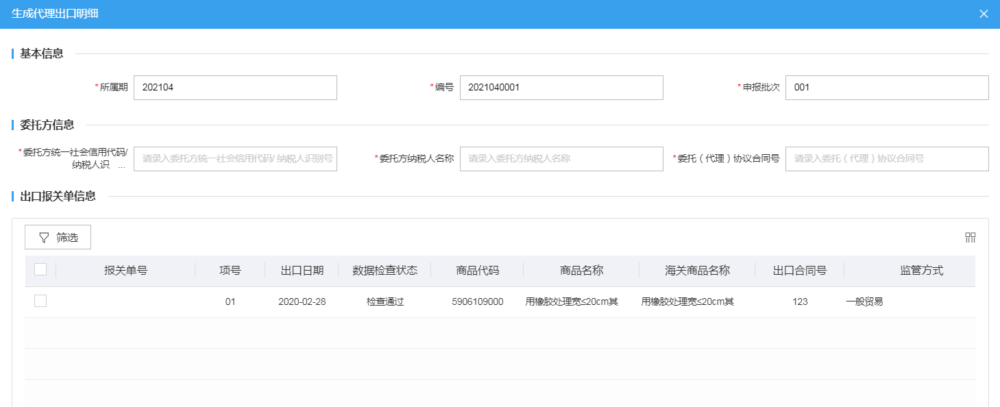 生成代理出口明细
基本信息
*所属期 202104 *编号 2021040001 *申报批次 001
委托方信息
*委托方统一社会信用代码/
纳税人识 ... 请录入委托方统一社会信用代码/纳税人识别号 *委托方纳税人名称 请录入委托方纳税人名称 *委托（代理）协议合同号 请录入委托（代理）协议合同号
出口报关单信息
筛选
报关单号 项号 出口日期 数据检查状态 商品代码 商品名称 海关商品名称 出口合同号 监管方式
01 2020-02-28 检查通过 5906109000 用橡胶处理宽≤20cm其 用橡胶处理宽≤20cm其 123 一般贸易